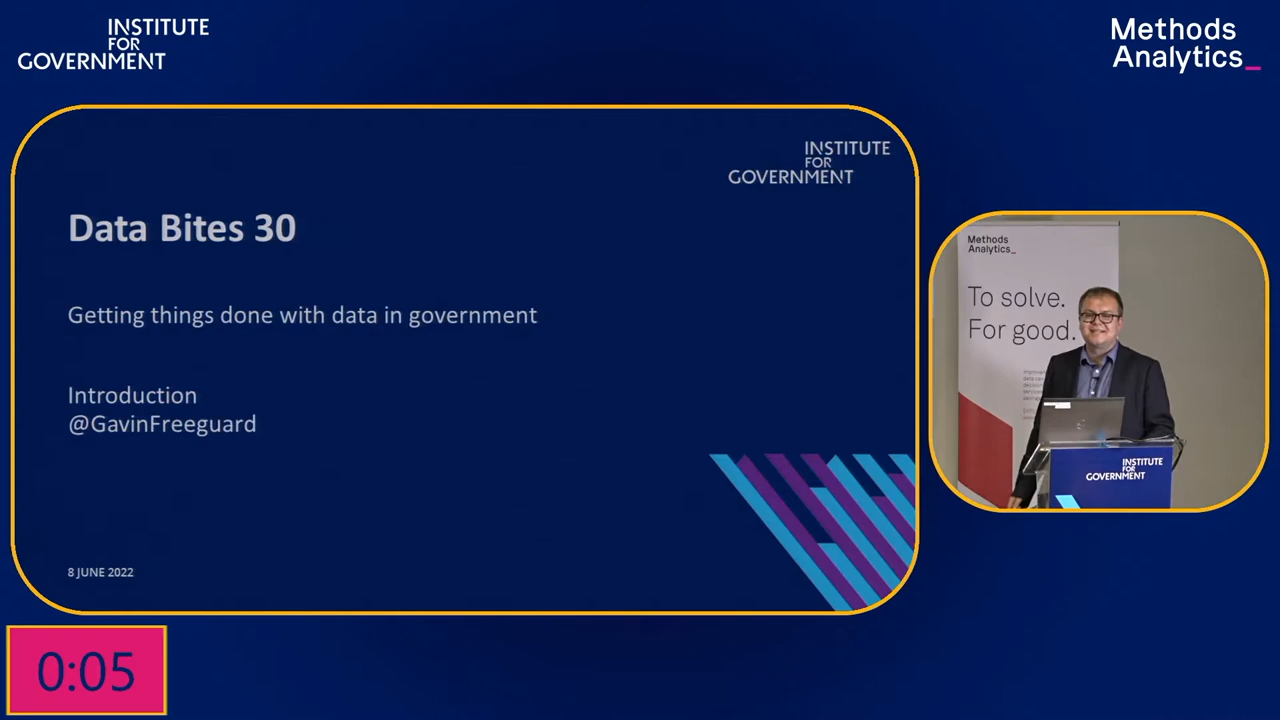 INSTITUTE
FOR
GOVERNMENT
Methods
Analytics_
INSTITUTE
FOR
GOVERNMENT
Data Bites 30
Getting things done with data in government
Introduction
@GavinFreeguard
8 JUNE 2022
Methods
Analytics_
To solve.
For good.
INSTITUTE
FOR
GOVERNMENT
0:05